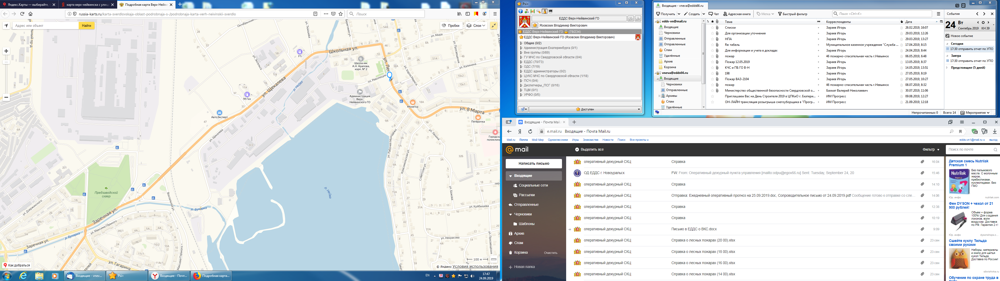 Яндекс.Карты — выбирайте,
карта верх-нейвинска с улиц
Подробная карта Верх-Нейви
russia-karts.ru/karta-sverdlovskaja-oblast-podrobnaja-s-/podrobnaja-karta-verh-neivinskii-sverdlo
Поиск
Адрес или объект
Найти
Пробки
Слои
Октябрьский пр.
ул. Тюошева
Береговая ул.
54А
ул. Мира
ул. Просвещения
Школьная ул.
F1
ул. Энгельса
Школа им.
А.Н. Арапова,
корп. № 2
ул. Лен
ул. Калинина
ул. Карла Маркса
10к2
10к1
пл. Революции
р. Нейва
ул. Щекалева
М-Газ
Администрация
Верх-
Нейвинского ГО
Монетка
ул. 8 Марта
Пятёрочка
АвтоЭксперт
Городска
поликлини
ул. Щекалева
ул. Рабочей Молодёжи
ул. Ленина
4/2
Комсомольская ул.
Советская ул.
ул. Бажова
Предзаводской
сквер
р. Нейва
Вокзальная ул.
ул. Дзержинского
р. Бунарка
ул. Куйбышева
Заречная ул.
ул. Максима Горького
р. Бунарка
ул. Некрасова
ул. Просвещения
Заречная ул.
Максима Горького
ул. Гагарина
100 м
Как добраться
© Яндекс Условия использования
Входящие - vnev...
Psi+
Входящие - Почт...
Подробная карта...
EN
17:47
24.09.2019
Psi+
ЕДДС Верх-Нейвинский ГО
Язовских Владимир Викторович
ЕДДС Верх-Нейвинский ГО (78/234)
ЕДДС Верх-Нейвинский ГО (Язовских Владимир Викторович)
Общие (0/2)
Администрация Екатеринбурга (0/1)
Вне группы (0/89)
ГУ МЧС по Свердловской области (0/4)
ЕДДС (70/73)
ОДС (7/19)
ЕДДС администраторы (0/2)
ЦУКС МЧС по Свердловской области (1/18)
ПСЧ (0/4)
Диспетчеры_ПСГ (0/16)
ТЦМ (0/1)
УРФО (0/5)
Доступен
Входящие - vneva@edds66.ru
Получить
Создать
Чат
Адресная книга
Метка
Быстрый фильтр
Поиск <Ctrl+K>
edds-vn@mail.ru
Входящие
Черновики
Отправленные
Отправленные
Спам
Удалённые
Архив
Корзина
vneva@edds66.ru
Входящие
Черновики
Отправленные
Архивы
Спам
Удалённые
Тема Корреспонденты Дата
Списки Зараев Игорь 26.02.2019, 16:07
Для организации уточнения Зараев Игорь 29.03.2019, 12:26
НПА Зараев Игорь 29.03.2019, 13:27
Re: табель Муниципальное казенное учреждение "Служба ... 17.04.2019, 8:15
Для информации и учета в докладах Зараев Игорь 24.04.2019, 8:44
пожар 46 пожарно-спасательная часть г.Невьянск 06.05.2019, 6:48
Пожар 12.05.2019 Зараев Игорь 13.05.2019, 8:37
КЧС и ПБ ГО В-Н Зараев Игорь 14.05.2019, 13:51
198 Зараев Игорь 27.05.2019, 8:19
Пожар ВАЗ-2104 Зараев Игорь 27.05.2019, 10:27
пожар 46 пожарно-спасательная часть г.Невьянск 08.07.2019, 8:32
Министерство общественной безопасности Свердловской о... Бахмат Валерий Николаевич 30.07.2019, 11:06
Приглашаем Вас на День Строителя 2019 в ЦПКиО г. Екатери... ИМ Прогресс 09.08.2019, 12:27
ОН-ЛАЙН трансляция розыгрыша снегоуборщика в "Прогр... ИМ Прогресс 21.09.2019, 12:18
Непрочитанных: 0
Всего: 14
Мероприятия
События
24 Вт
Сентябрь 2019 КН 39
Новое событие
Сегодня
17:30 отправить отчет по УПО
Завтра
17:30 отправить отчет по УПО
Предстоящие (5 дней)
Входящие - Почта Mail.
e.mail.ru Входящие - Почта Mail.ru
Mail.ru Почта Мой Мир Одноклассники Игры Знакомства Новости Поиск Все проекты
edds-vn1@mail.ru выход
@mail
Выделить все
Фильтр
Поиск по почте
Написать письмо
Входящие
Социальные сети
Рассылки
Отправленные
Черновики
Шаблоны
Архив
Спам
Корзина Очистить
Новая папка
оперативный дежурный СКЦ Справка 16:04
ОД ЕДДС г. Новоуральск FW: From: Оперативный дежурный пункта управления [mailto:odpu@egov66.ru] Sent: Tuesday, September 24, 20 15:46
оперативный дежурный СКЦ Справка 14:10
оперативный дежурный СКЦ Отправка: Ежедневный оперативный прогноз на 25.09.2019.doc, Сопроводительное письмо от 24.09.2019.pdf Сообщение готово к отправке со сле... 14:06
оперативный дежурный СКЦ Справка 12:38
оперативный дежурный СКЦ Справка 10:19
оперативный дежурный СКЦ Письмо в ЕДДС о ВКС.docx 9:09
оперативный дежурный СКЦ Справка о лесных пожарах (20 00).xlsx 23 сен
оперативный дежурный СКЦ Справка о лесных пожарах (18 00).xlsx 23 сен
оперативный дежурный СКЦ Справка о лесных пожарах (16 00).xlsx 23 сен
оперативный дежурный СКЦ Справка о лесных пожарах (14 00).xlsx 23 сен
Детская смесь Nutrilak
Premium 1
Без пальмового
масла. С молочным
жиром,
пребиотиками,
нуклеотидами. Без
ГМО
Юр. инфо nutrilak.com
Фен DYSON + чехол от 21
900 рублей!
Объем + форма
100%! Для создания
локонов, волн
воздухом. Доставка
по РФ. Гарантия 2 г.!
Юр. инфо dysonshops.c...
Сшейте куклу Тильда
своими руками
Наборы, материалы
и книги для шитья
кукол Тильда.
Доставка по России!
sibvishivka.ru
Обучение по охране труда в